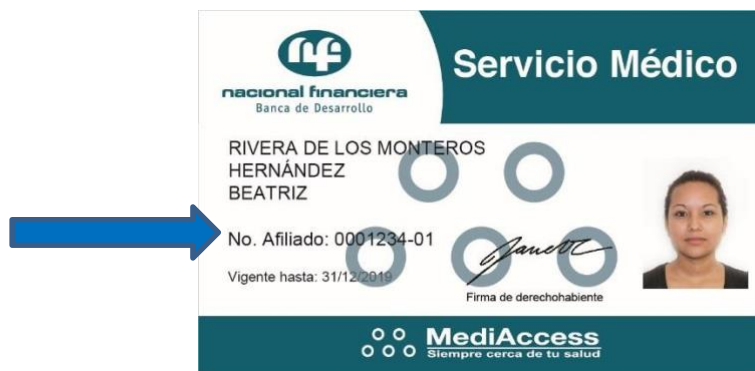 nacional financiera
Banca de Desarrollo
Servicio Médico
RIVERA DE LOS MONTEROS
HERNÁNDEZ
BEATRIZ
No. Afiliado: 0001234-01
Vigente hasta: 31/12/2019
Firma de derechohabiente
MediAccess
Siempre cerca de tu salud